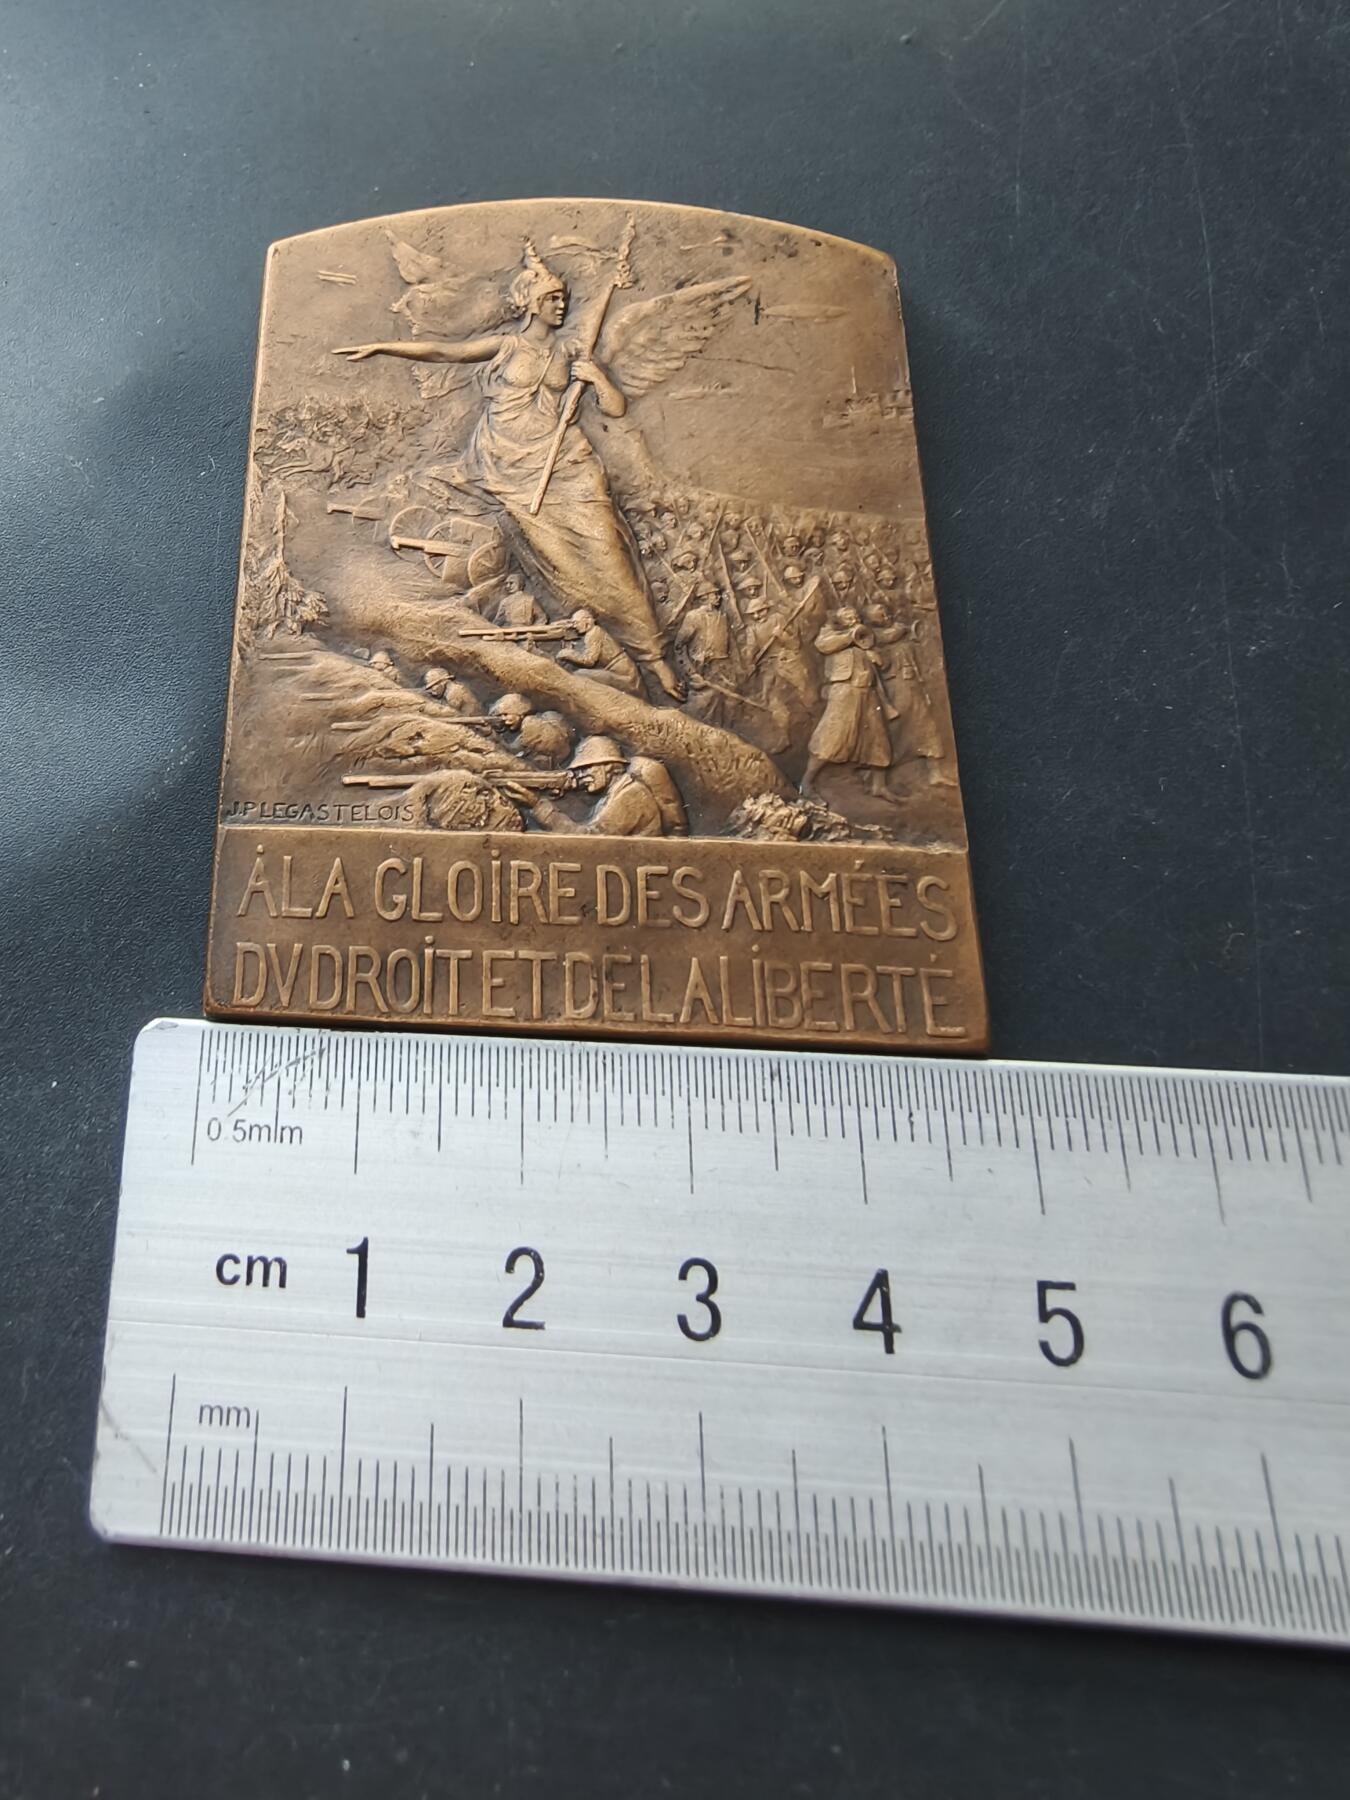 J.P LEGASTELOIS
À LA GLOIRE DES ARMÉES
DV DROIT ET DE LA LIBERTÉ
0.5mm
cm 1 2 3 4 5 6
mm